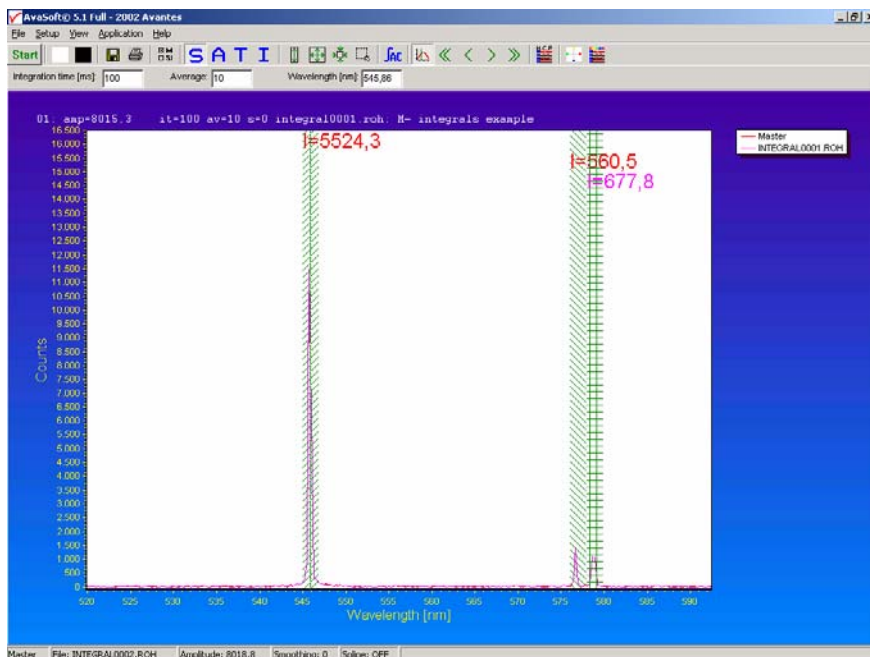 AvaSoft© 5.1 Full - 2002 Avantes
File Setup View Application Help
Start S A T I
Integration time [ms]: 100 Average: 10 Wavelength [nm]: 545,86
01: amp=8015.3 it=100 av=10 s=0 integral0001.roh: M- integrals example
Master
INTEGRAL0001.ROH
I=5524,3
I=560,5
I=677,8
16.500
16.000
15.500
15.000
14.500
14.000
13.500
13.000
12.500
12.000
11.500
11.000
10.500
10.000
9.500
9.000
8.500
8.000
7.500
7.000
6.500
6.000
5.500
5.000
4.500
4.000
3.500
3.000
2.500
2.000
1.500
1.000
500
0
Counts
520 525 530 535 540 545 550 555 560 565 570 575 580 585 590
Wavelength [nm]
Master File: INTEGRAL0002.ROH Amplitude: 8018.8 Smoothing: 0 Spline: OFF